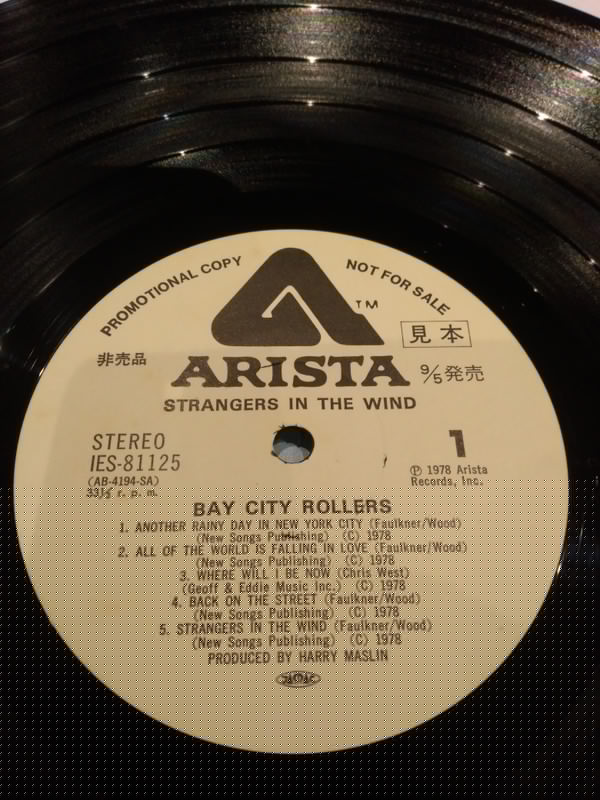 PROMOTIONAL COPY
NOT FOR SALE
TM
見本
非売品
ARISTA
9/5発売
STRANGERS IN THE WIND
STEREO
1
IES-81125
(AB-4194-SA)
33⅓ r. p. m.
Ⓟ 1978 Arista
Records, Inc.
BAY CITY ROLLERS
1. ANOTHER RAINY DAY IN NEW YORK CITY (Faulkner/Wood)
(New Songs Publishing) (C) 1978
2. ALL OF THE WORLD IS FALLING IN LOVE (Faulkner/Wood)
(New Songs Publishing) (C) 1978
3. WHERE WILL I BE NOW (Chris West)
(Geoff & Eddie Music Inc.) (C) 1978
4. BACK ON THE STREET (Faulkner/Wood)
(New Songs Publishing) (C) 1978
5. STRANGERS IN THE WIND (Faulkner/Wood)
(New Songs Publishing) (C) 1978
PRODUCED BY HARRY MASLIN